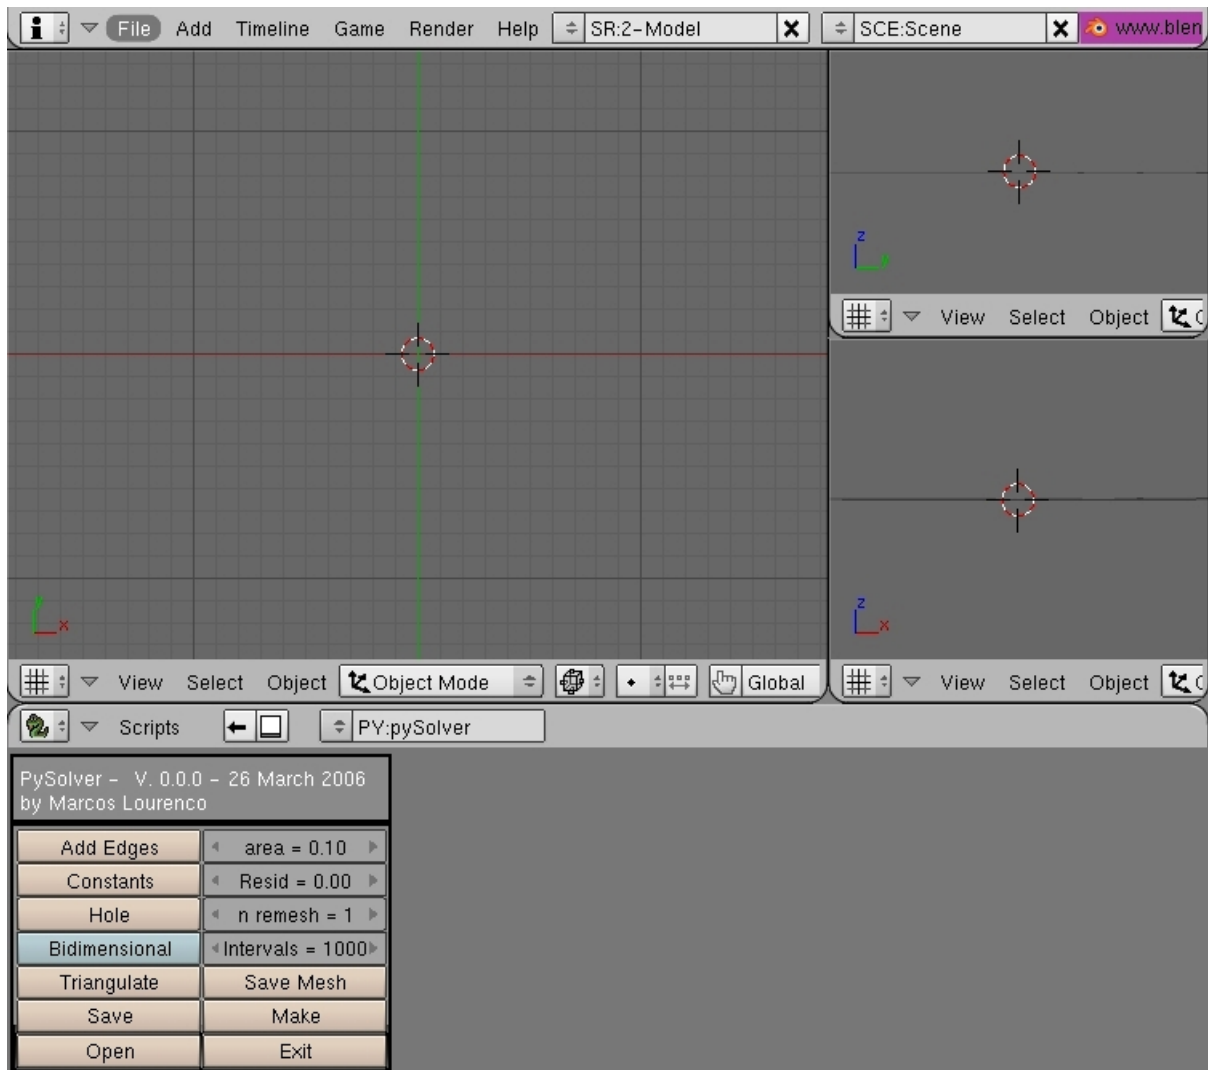 File Add Timeline Game Render Help SR:2-Model SCE:Scene www.blen
z
y
View Select Object
y
x
z
x
View Select Object Object Mode Global View Select Object
Scripts PY:pySolver
PySolver - V. 0.0.0 - 26 March 2006
by Marcos Lourenco
Add Edges area = 0.10
Constants Resid = 0.00
Hole n remesh = 1
Bidimensional Intervals = 1000
Triangulate Save Mesh
Save Make
Open Exit